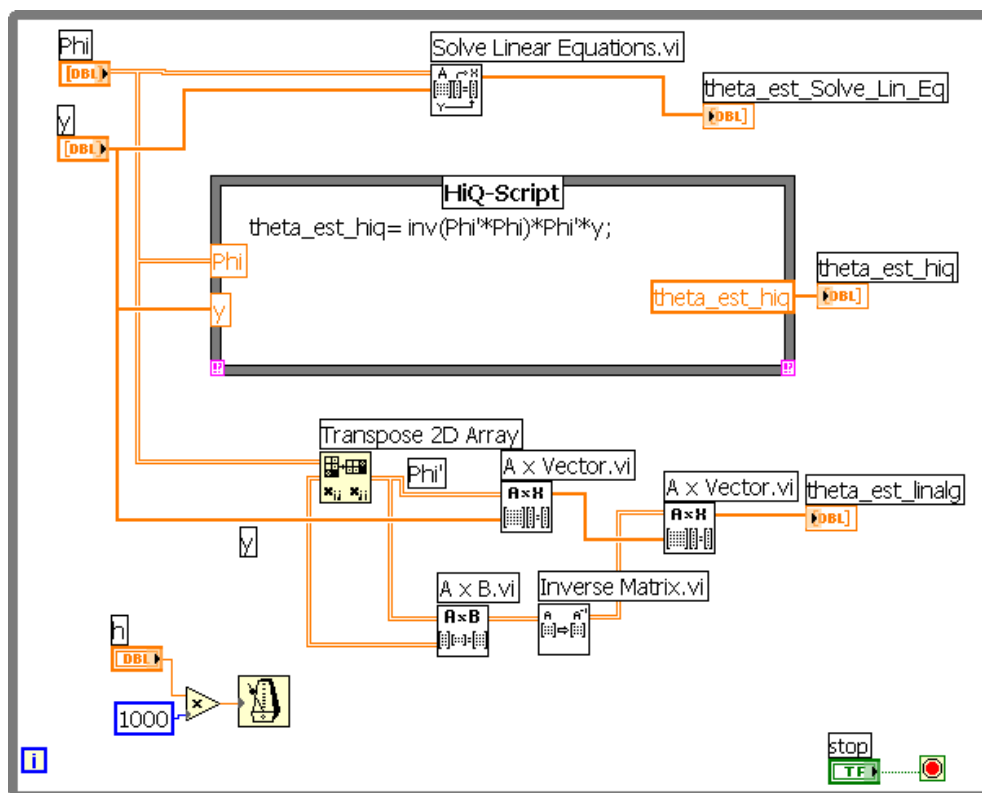 Phi
[DBL]
Solve Linear Equations.vi
A X
Y
theta_est_Solve_Lin_Eq
DBL]
y
[DBL]
HiQ-Script
theta_est_hiq= inv(Phi'*Phi)*Phi'*y;
Phi
y
theta_est_hiq
theta_est_hiq
DBL]
!?
!?
Transpose 2D Array
Phi'
A x Vector.vi
A×X
A x Vector.vi
A×X
theta_est_linalg
DBL]
y
A x B.vi
A×B
Inverse Matrix.vi
A A⁻¹
h
DBL
1000
x
i
stop
TF